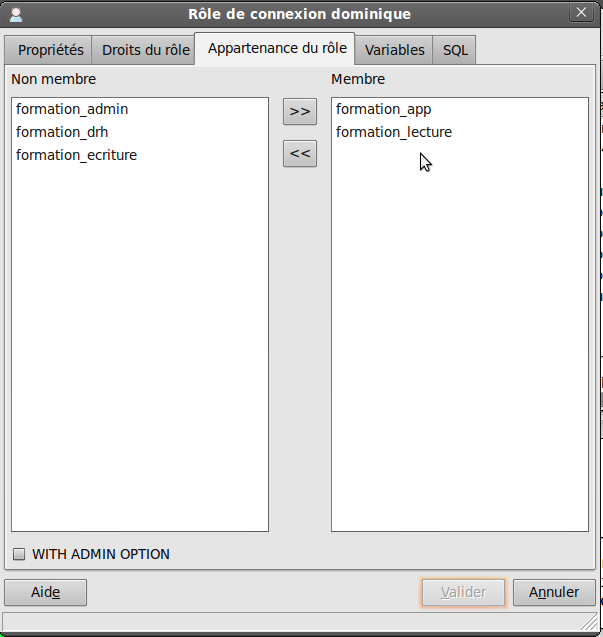 Rôle de connexion dominique
Propriétés Droits du rôle Appartenance du rôle Variables SQL
Non membre
formation_admin
formation_drh
formation_ecriture
>>
<<
Membre
formation_app
formation_lecture
WITH ADMIN OPTION
Aide Valider Annuler